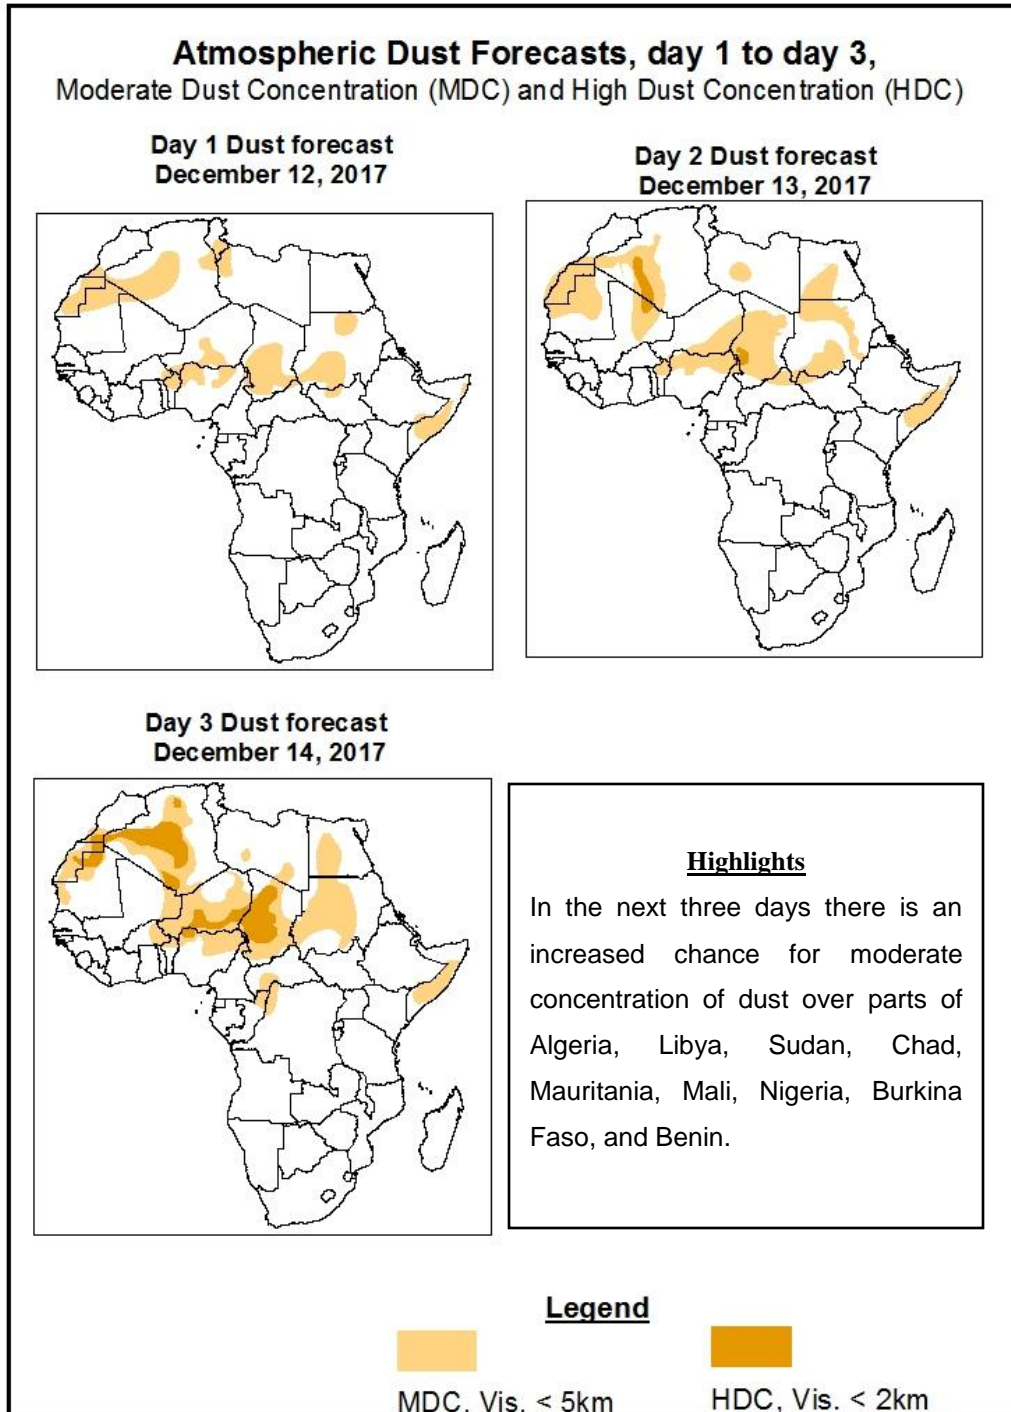 Atmospheric Dust Forecasts, day 1 to day 3,
Moderate Dust Concentration (MDC) and High Dust Concentration (HDC)
Day 1 Dust forecast
December 12, 2017
Day 2 Dust forecast
December 13, 2017
Day 3 Dust forecast
December 14, 2017
Highlights
In the next three days there is an
increased chance for moderate
concentration of dust over parts of
Algeria, Libya, Sudan, Chad,
Mauritania, Mali, Nigeria, Burkina
Faso, and Benin.
Legend
MDC, Vis. < 5km
HDC, Vis. < 2km